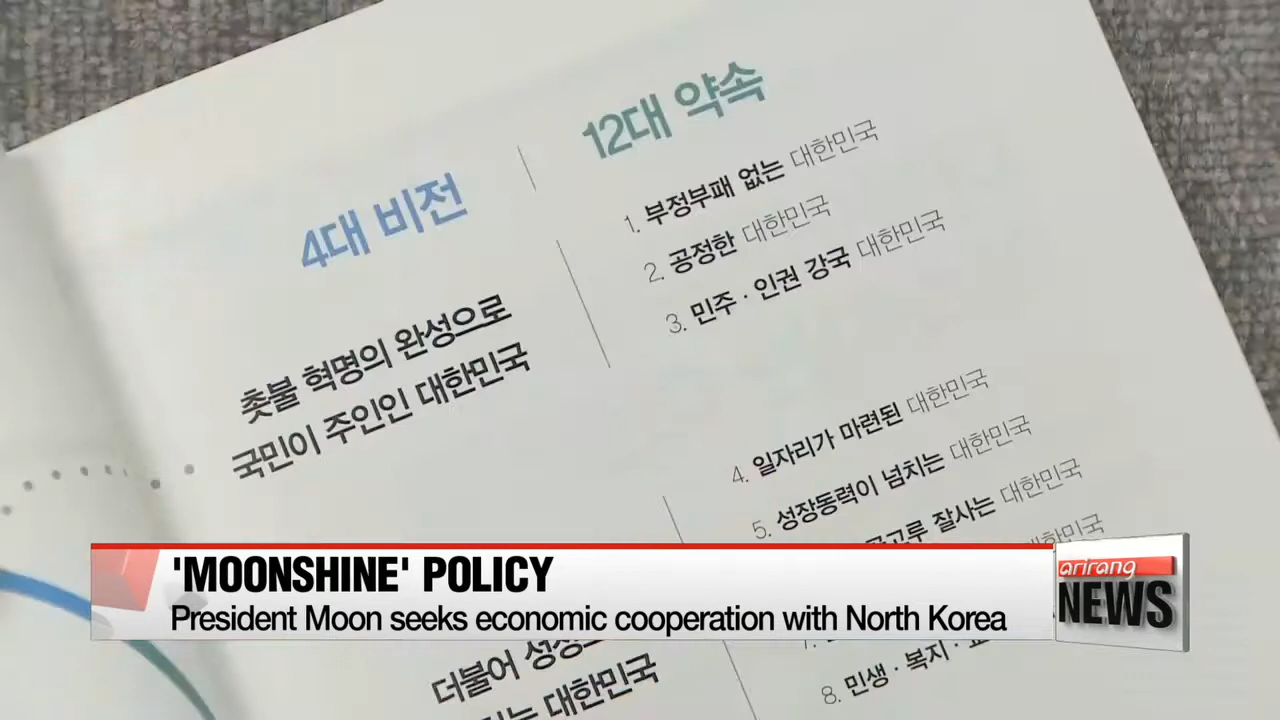 4대 비전
촛불 혁명의 완성으로
국민이 주인인 대한민국
더불어
대한민국
12대 약속
1. 부정부패 없는 대한민국
2. 공정한 대한민국
3. 민주·인권 강국 대한민국
4. 일자리가 마련된 대한민국
5. 성장동력이 넘치는 대한민국
잘사는 대한민국
8. 민생·복지·
'MOONSHINE' POLICY
President Moon seeks economic cooperation with North Korea
arirang
NEWS